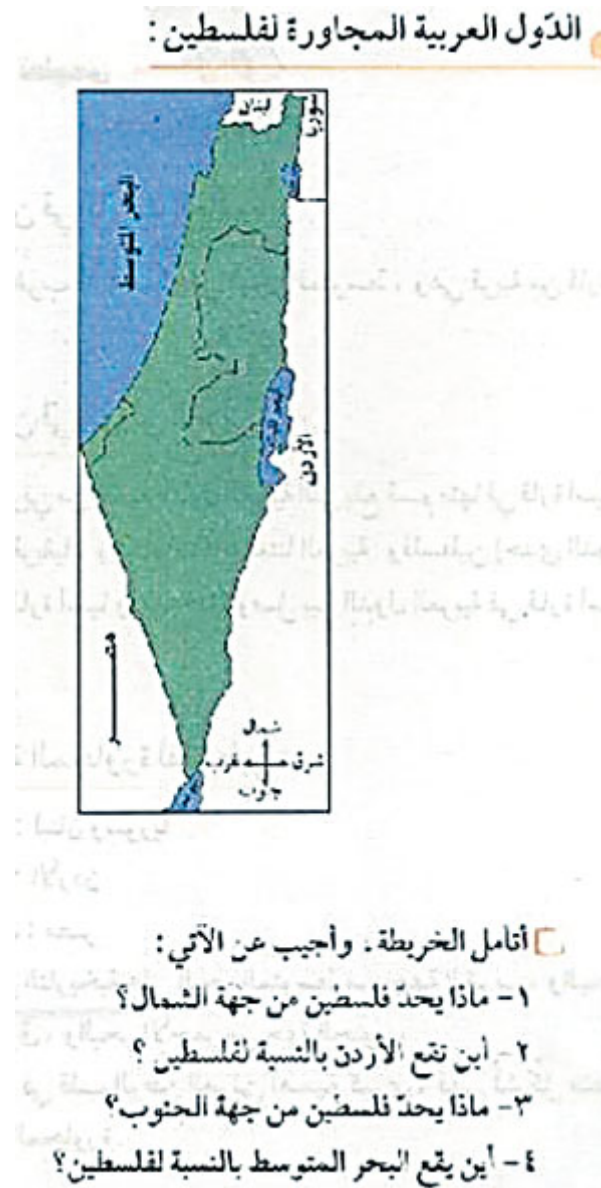 الدّول العربية المجاورة لفلسطين :
لبنان
سوريا
البحر المتوسط
الأردن
مصر
شمال
شرق
غرب
جنوب
أتأمل الخريطة ، وأجيب عن الآتي :
١- ماذا يحدّ فلسطين من جهة الشمال؟
٢- أين تقع الأردن بالنسبة لفلسطين ؟
٣- ماذا يحدّ فلسطين من جهة الجنوب؟
٤- أين يقع البحر المتوسط بالنسبة لفلسطين؟